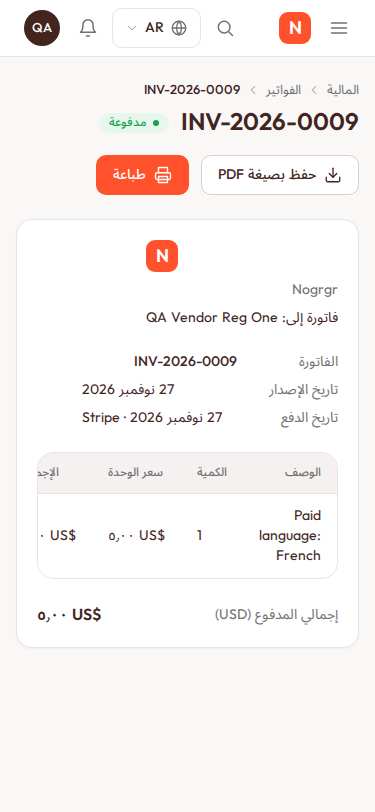 N AR QA
المالية > الفواتير > INV-2026-0009
INV-2026-0009 مدفوعة
حفظ بصيغة PDF طباعة
N
Nogrgr
فاتورة إلى: QA Vendor Reg One
الفاتورة INV-2026-0009
تاريخ الإصدار 27 نوفمبر 2026
تاريخ الدفع 27 نوفمبر 2026 · Stripe
الوصف الكمية سعر الوحدة
Paid language: French 1 ٥٫٠٠ US$
إجمالي المدفوع (USD) ٥٫٠٠ US$